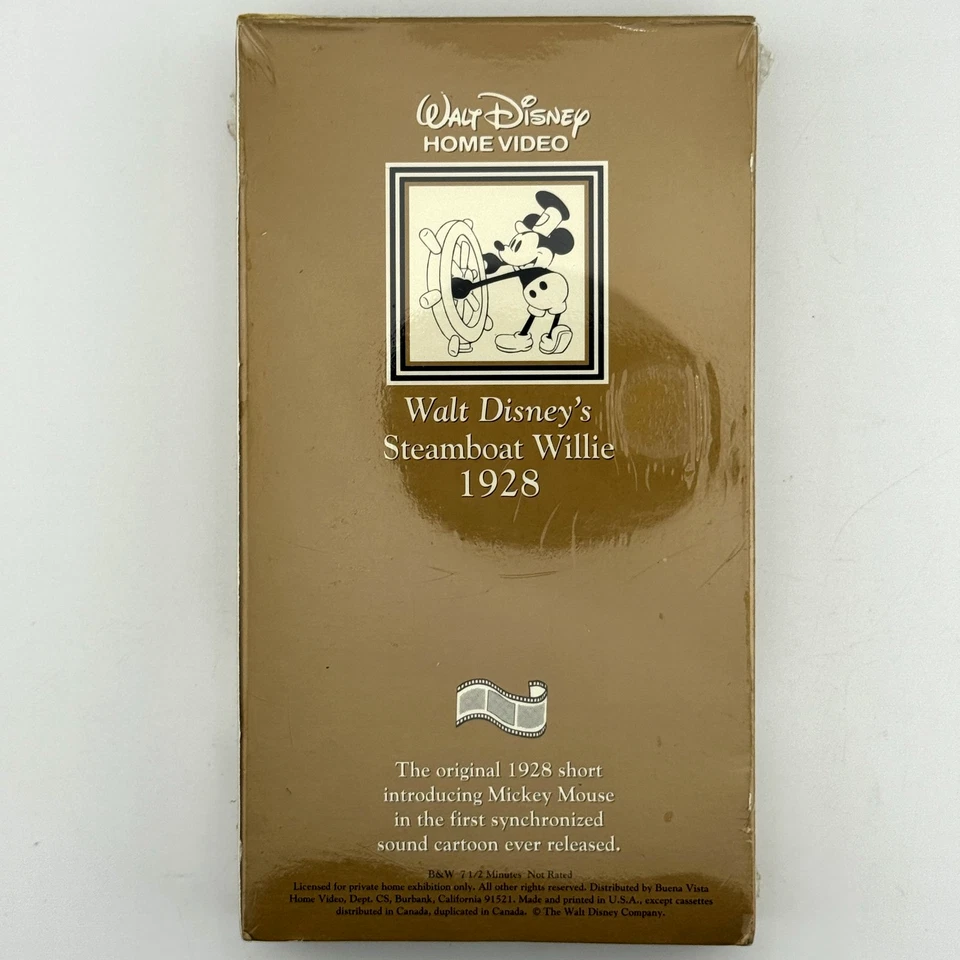 Walt Disney
HOME VIDEO
Walt Disney's
Steamboat Willie
1928
The original 1928 short
introducing Mickey Mouse
in the first synchronized
sound cartoon ever released.
B&W 7 1/2 Minutes Not Rated
Licensed for private home exhibition only. All other rights reserved. Distributed by Buena Vista
Home Video, Dept. CS, Burbank, California 91521. Made and printed in U.S.A., except cassettes
distributed in Canada, duplicated in Canada. © The Walt Disney Company.